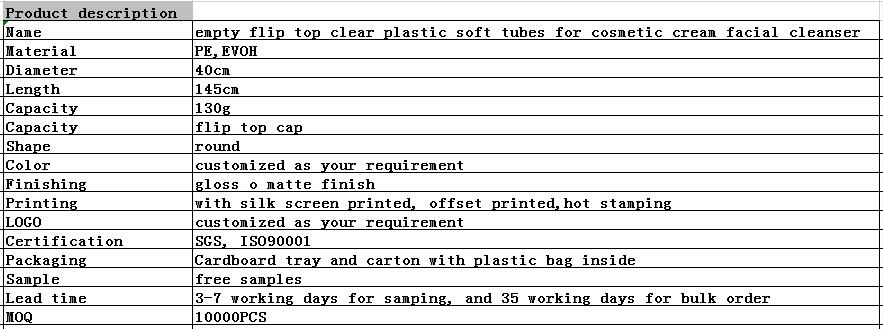 Product description
Name empty flip top clear plastic soft tubes for cosmetic cream facial cleanser
Material PE,EVOH
Diameter 40cm
Length 145cm
Capacity 130g
Capacity flip top cap
Shape round
Color customized as your requirement
Finishing gloss o matte finish
Printing with silk screen printed, offset printed,hot stamping
LOGO customized as your requirement
Certification SGS, ISO90001
Packaging Cardboard tray and carton with plastic bag inside
Sample free samples
Lead time 3-7 working days for samping, and 35 working days for bulk order
MOQ 10000PCS